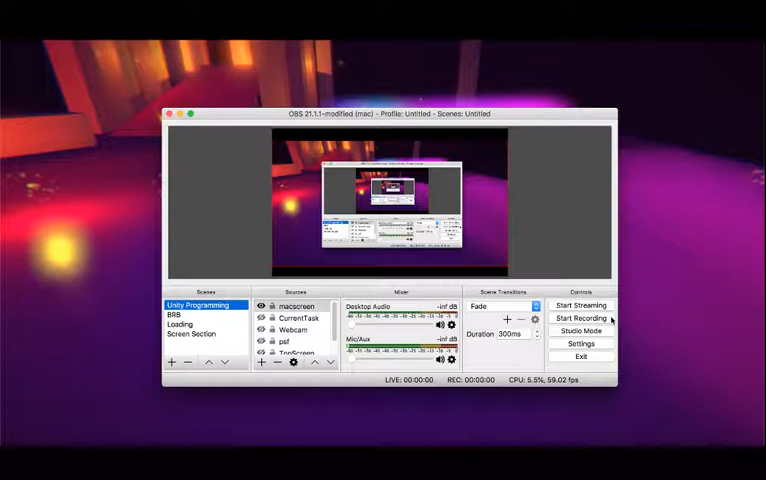 OBS 21.1.1-modified (mac) - Profile: Untitled - Scenes: Untitled
Scenes
Unity Programming
BRB
Loading
Screen Section
Sources
macscreen
CurrentTask
Webcam
psf
TopScreen
Mixer
Desktop Audio -inf dB
Mic/Aux -inf dB
Scene Transitions
Fade
Duration 300ms
Controls
Start Streaming
Start Recording
Studio Mode
Settings
Exit
LIVE: 00:00:00 REC: 00:00:00 CPU: 5.5%, 59.02 fps